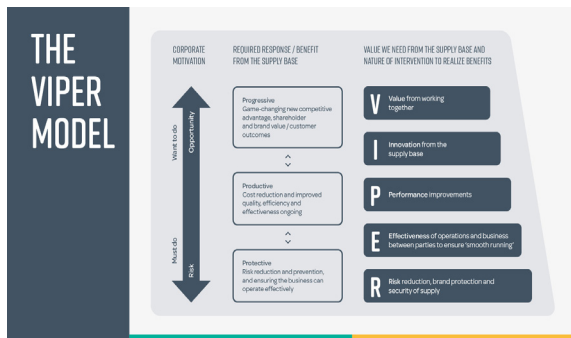 THE
VIPER
MODEL
CORPORATE
MOTIVATION
REQUIRED RESPONSE / BENEFIT
FROM THE SUPPLY BASE
VALUE WE NEED FROM THE SUPPLY BASE AND
NATURE OF INTERVENTION TO REALIZE BENEFITS
Want to do
Opportunity
Must do
Risk
Progressive
Game-changing new competitive
advantage, shareholder
and brand value / customer
outcomes
Productive
Cost reduction and improved
quality, efficiency and
effectiveness ongoing
Protective
Risk reduction and prevention,
and ensuring the business can
operate effectively
V
Value from working
together
I
Innovation from the
supply base
P
Performance improvements
E
Effectiveness of operations and business
between parties to ensure 'smooth running'
R
Risk reduction, brand protection and
security of supply